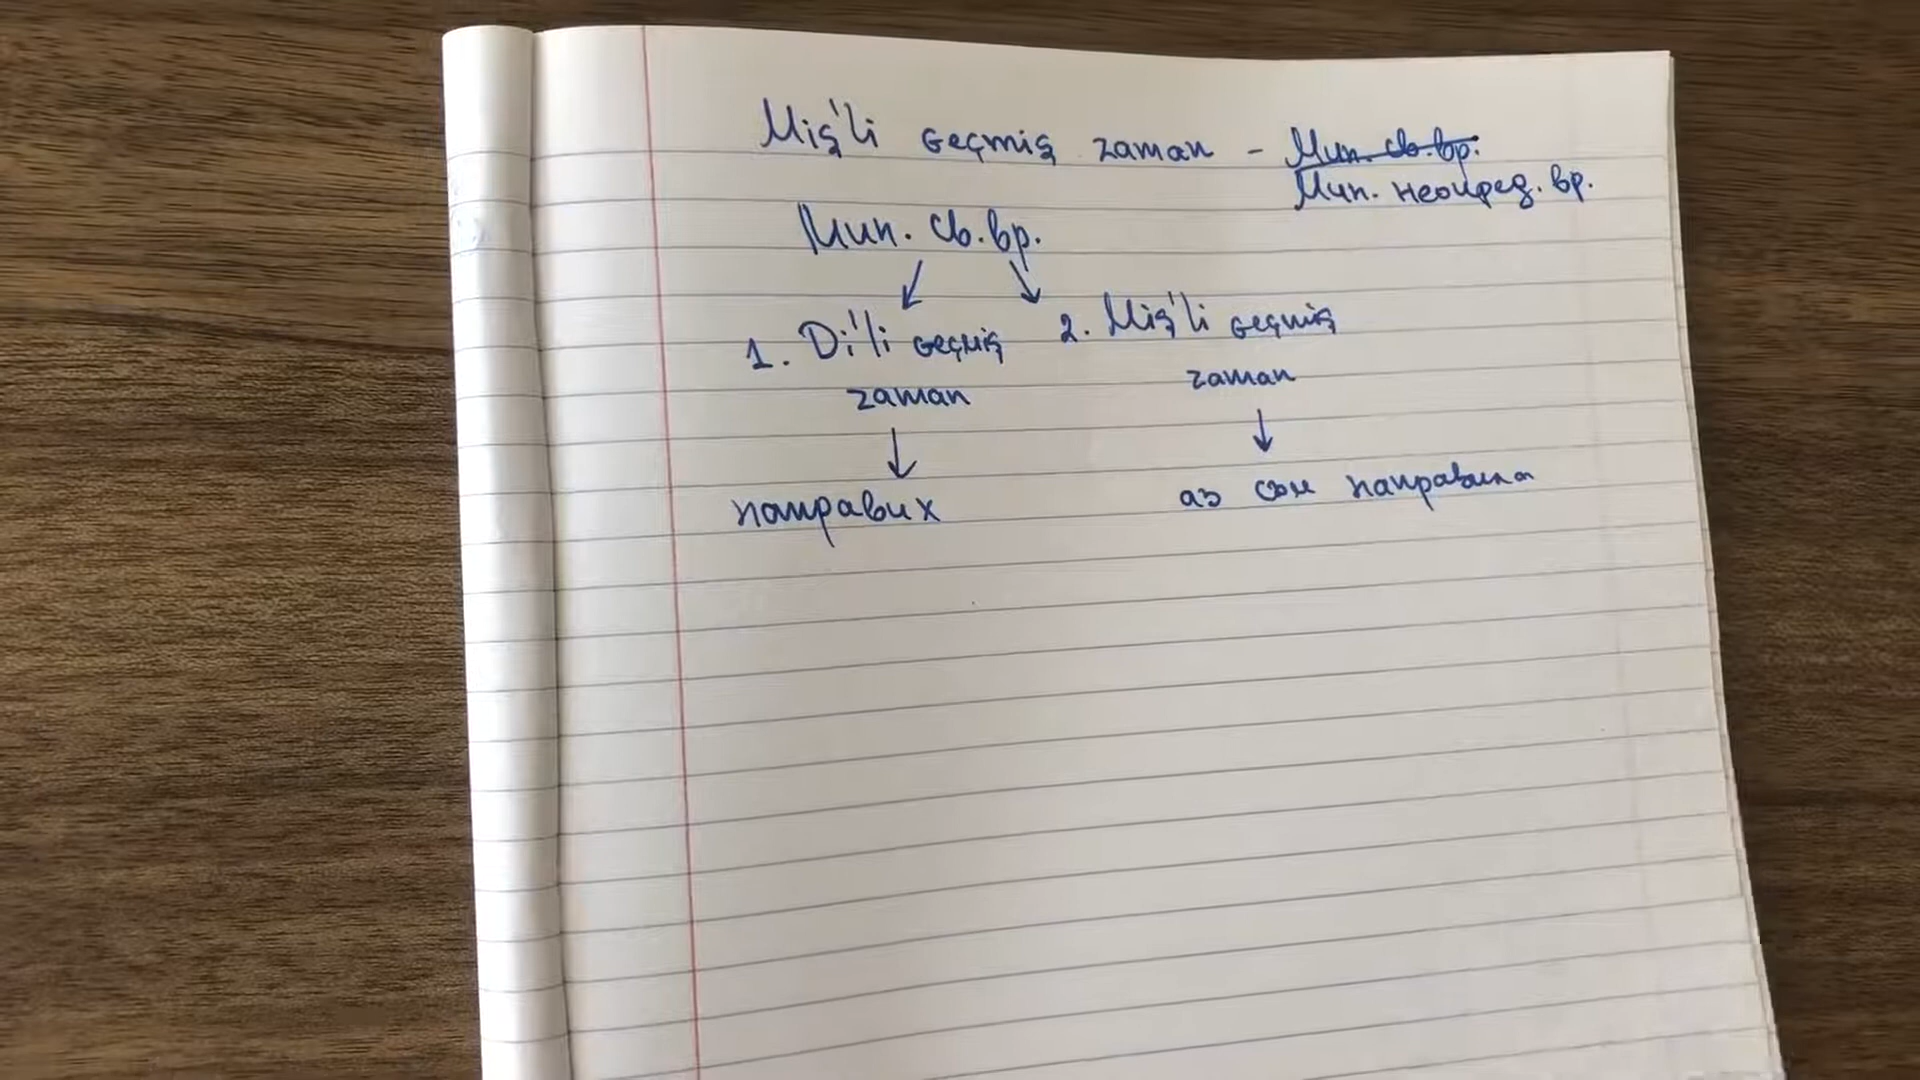 Miş'li geçmiş zaman - Мин. св. вр.
Мин. неопред. вр.
Мин. св. вр.
1. Di'li geçmiş zaman
2. Miş'li geçmiş zaman
направих
аз съм направила